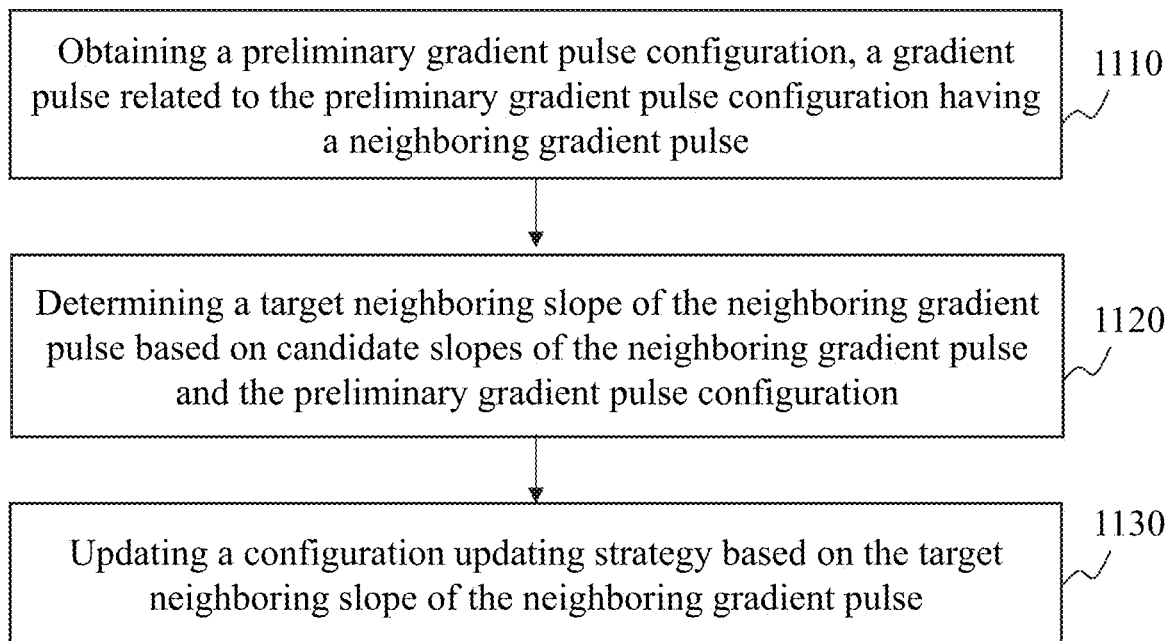 Obtaining a preliminary gradient pulse configuration, a gradient
pulse related to the preliminary gradient pulse configuration having
a neighboring gradient pulse
1110
Determining a target neighboring slope of the neighboring gradient
pulse based on candidate slopes of the neighboring gradient pulse
and the preliminary gradient pulse configuration
1120
Updating a configuration updating strategy based on the target
neighboring slope of the neighboring gradient pulse
1130